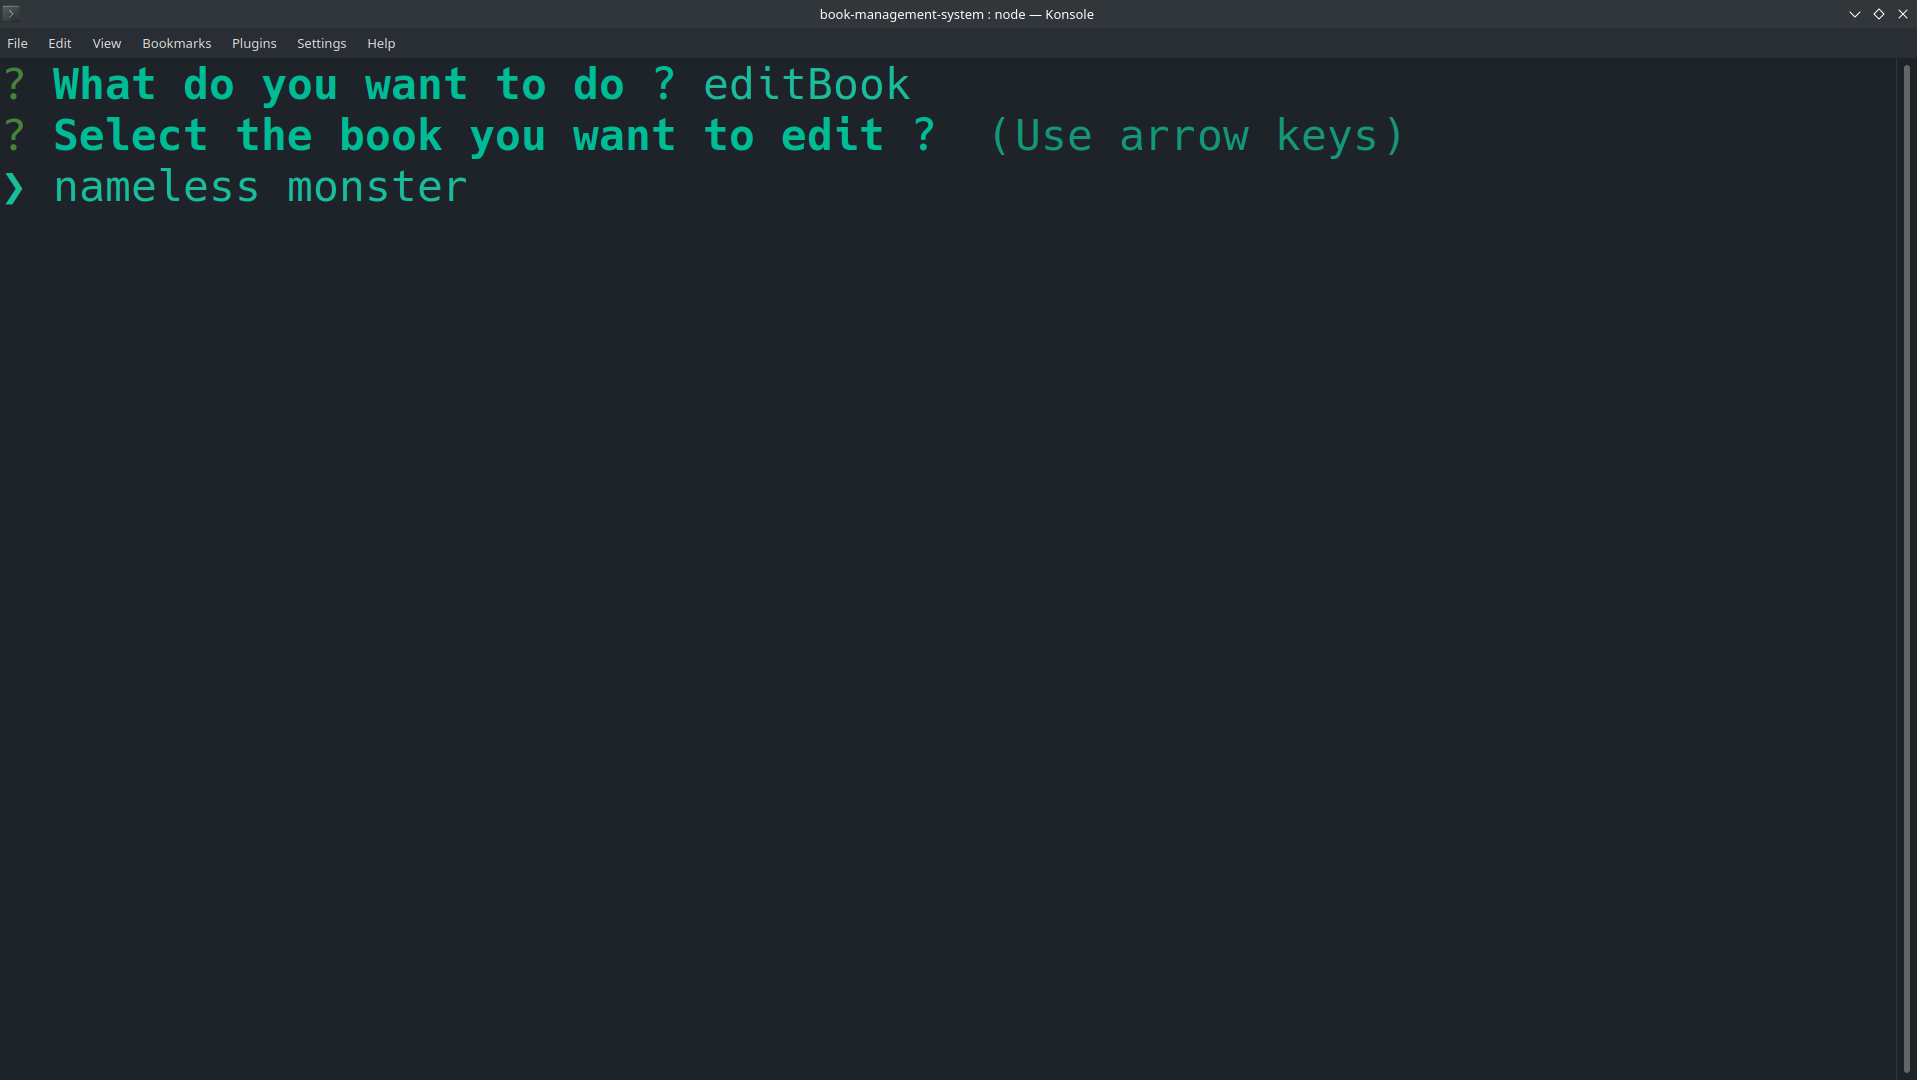 book-management-system : node — Konsole
File Edit View Bookmarks Plugins Settings Help
? What do you want to do ? editBook
? Select the book you want to edit ?  (Use arrow keys)
❯ nameless monster